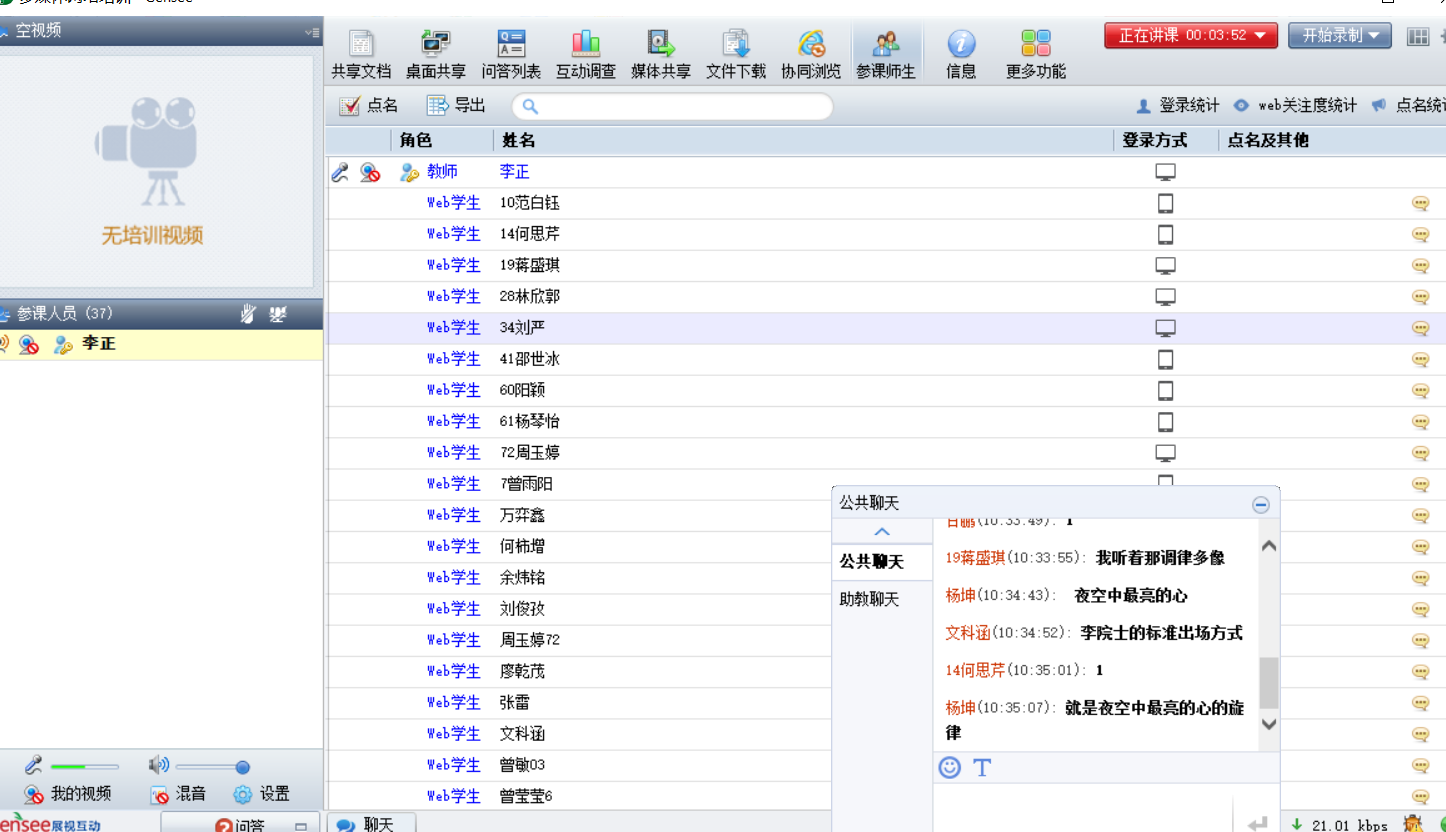 空视频
无培训视频
参课人员 (37)
李正
我的视频 混音 设置
展视互动
问答
共享文档 桌面共享 问答列表 互动调查 媒体共享 文件下载 协同浏览 参课师生 信息 更多功能
正在讲课 00:03:52
开始录制
点名 导出
登录统计 web关注度统计
角色 姓名 登录方式 点名及其他
教师 李正
Web学生 10范白钰
Web学生 14何思芹
Web学生 19蒋盛琪
Web学生 28林欣郭
Web学生 34刘严
Web学生 41邵世冰
Web学生 60阳颖
Web学生 61杨琴怡
Web学生 72周玉婷
Web学生 7曾雨阳
Web学生 万弈鑫
Web学生 何柿增
Web学生 余炜铭
Web学生 刘俊孜
Web学生 周玉婷72
Web学生 廖乾茂
Web学生 张雷
Web学生 文科涵
Web学生 曾敏03
Web学生 曾莹莹6
公共聊天
公共聊天
助教聊天
(10:33:49): 1
19蒋盛琪(10:33:55): 我听着那调律多像
杨坤(10:34:43): 夜空中最亮的心
文科涵(10:34:52): 李院士的标准出场方式
14何思芹(10:35:01): 1
杨坤(10:35:07): 就是夜空中最亮的心的旋
律
聊天
21.01 kbps